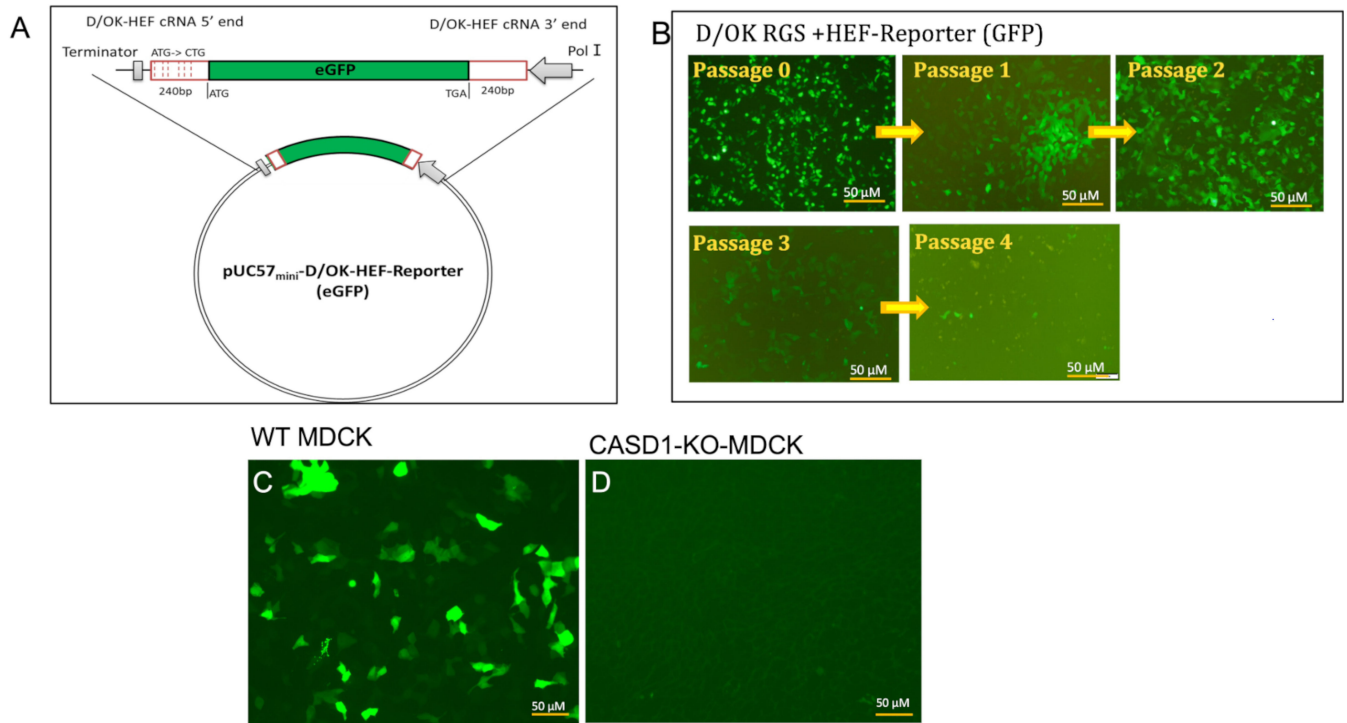 A
D/OK-HEF cRNA 5’ end
D/OK-HEF cRNA 3’ end
Terminator
ATG-> CTG
Pol I
eGFP
240bp
ATG
TGA
240bp
pUC57mini-D/OK-HEF-Reporter
(eGFP)
B
D/OK RGS +HEF-Reporter (GFP)
Passage 0
Passage 1
Passage 2
50 µM
50 µM
50 µM
Passage 3
Passage 4
50 µM
50 µM
WT MDCK
CASD1-KO-MDCK
C
D
50 µM
50 µM